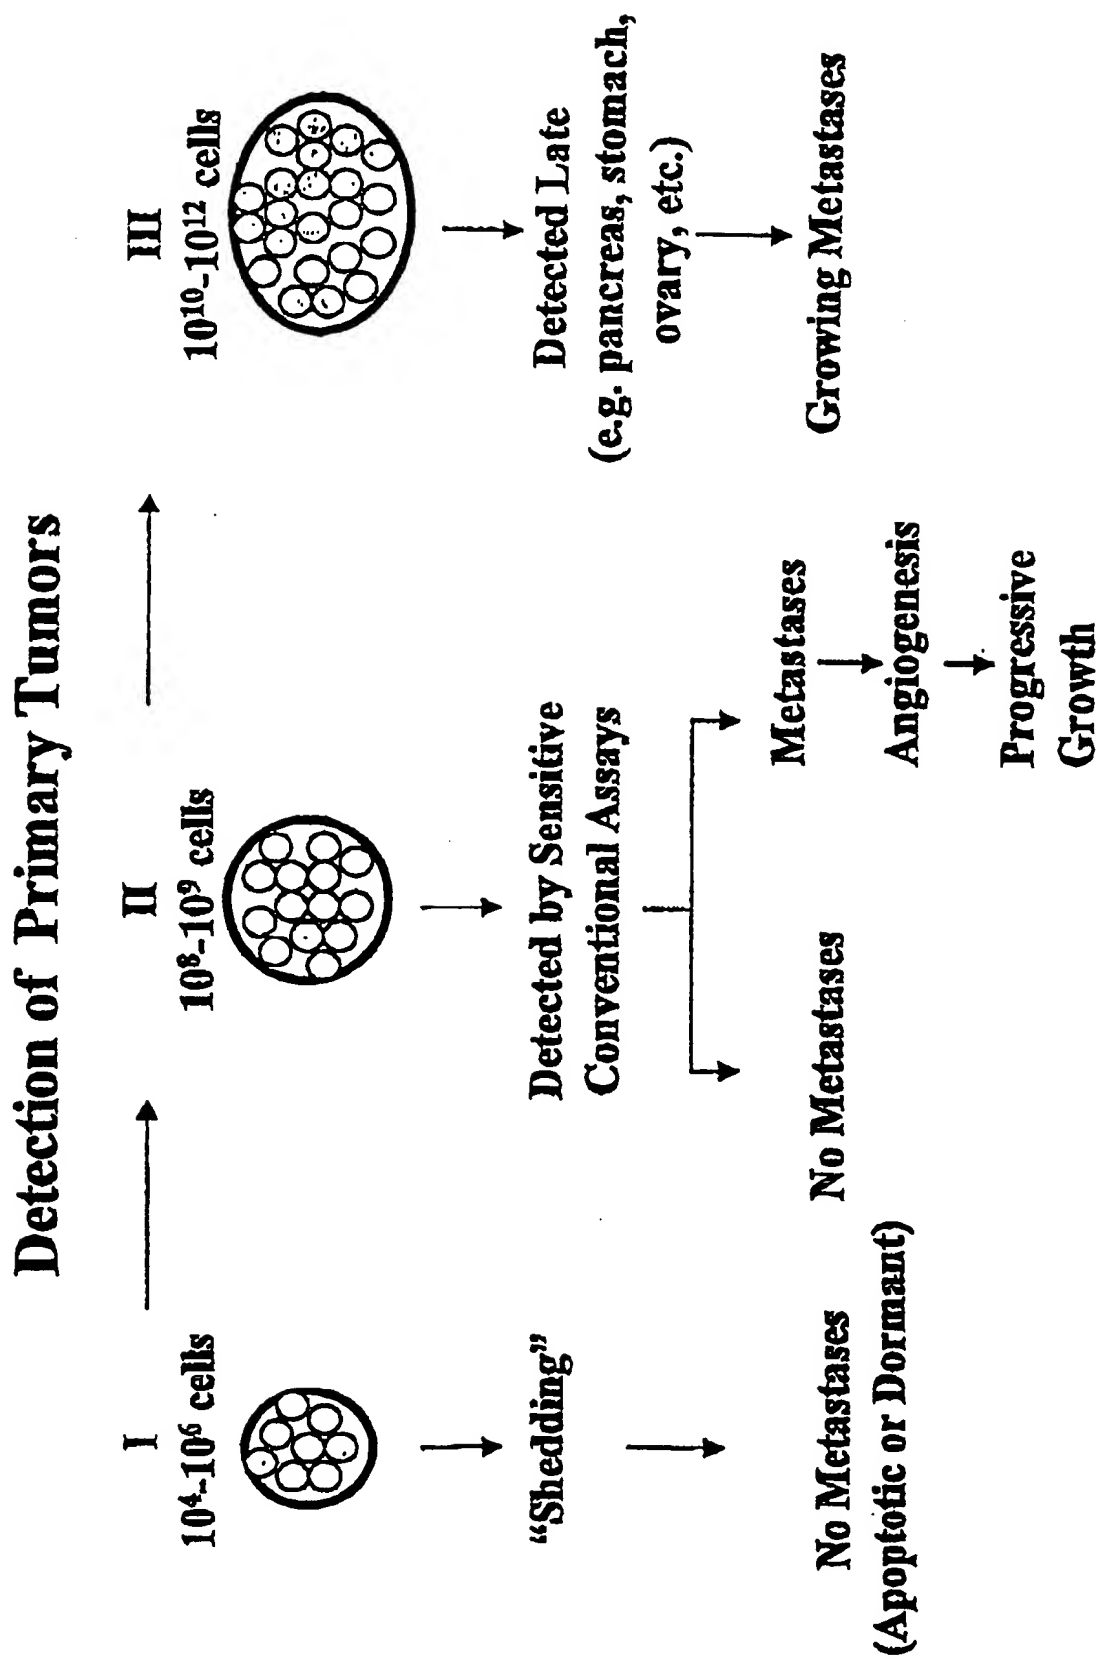 Detection of Primary Tumors
I
10⁴-10⁶ cells
“Shedding”
No Metastases
(Apoptotic or Dormant)
II
10⁸-10⁹ cells
Detected by Sensitive
Conventional Assays
No Metastases
Metastases
Angiogenesis
Progressive
Growth
III
10¹⁰-10¹² cells
Detected Late
(e.g. pancreas, stomach,
ovary, etc.)
Growing Metastases